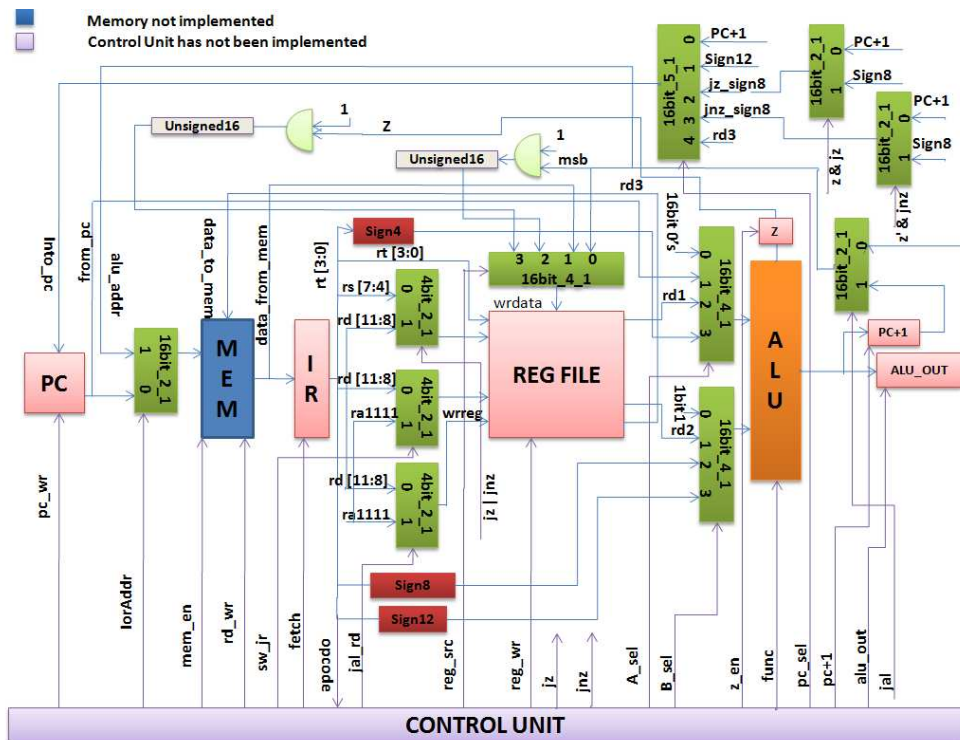 Memory not implemented
Control Unit has not been implemented
0
1
2
3
4
16bit_5_1
PC+1
Sign12
jz_sign8
jnz_sign8
rd3
16bit_2_1
0
1
PC+1
Sign8
16bit_2_1
0
1
PC+1
Sign8
z & jz
z' & jnz
Unsigned16
1
Z
Unsigned16
1
msb
rd3
Into_pc
from_pc
alu_addr
data_to_mem
data_from_mem
rt [3:0]
Sign4
rt [3:0]
3 2 1 0
16bit_4_1
wrdata
16bit 0's
0
1
2
3
16bit_4_1
rd1
Z
16bit_2_1
0
1
PC+1
ALU_OUT
rs [7:4]
rd [11:8]
0
1
4bit_2_1
PC
1
0
16bit_2_1
MEM
IR
REG FILE
ALU
rd [11:8]
ra1111
0
1
4bit_2_1
wrreg
1bit1
rd2
0
1
2
3
16bit_4_1
rd [11:8]
ra1111
0
1
4bit_2_1
jz | jnz
Sign8
Sign12
pc_wr
IorAddr
mem_en
rd_wr
sw_jr
fetch
opcode
jal_rd
reg_src
reg_wr
jz
jnz
A_sel
B_sel
z_en
func
pc_sel
pc+1
alu_out
jal
CONTROL UNIT